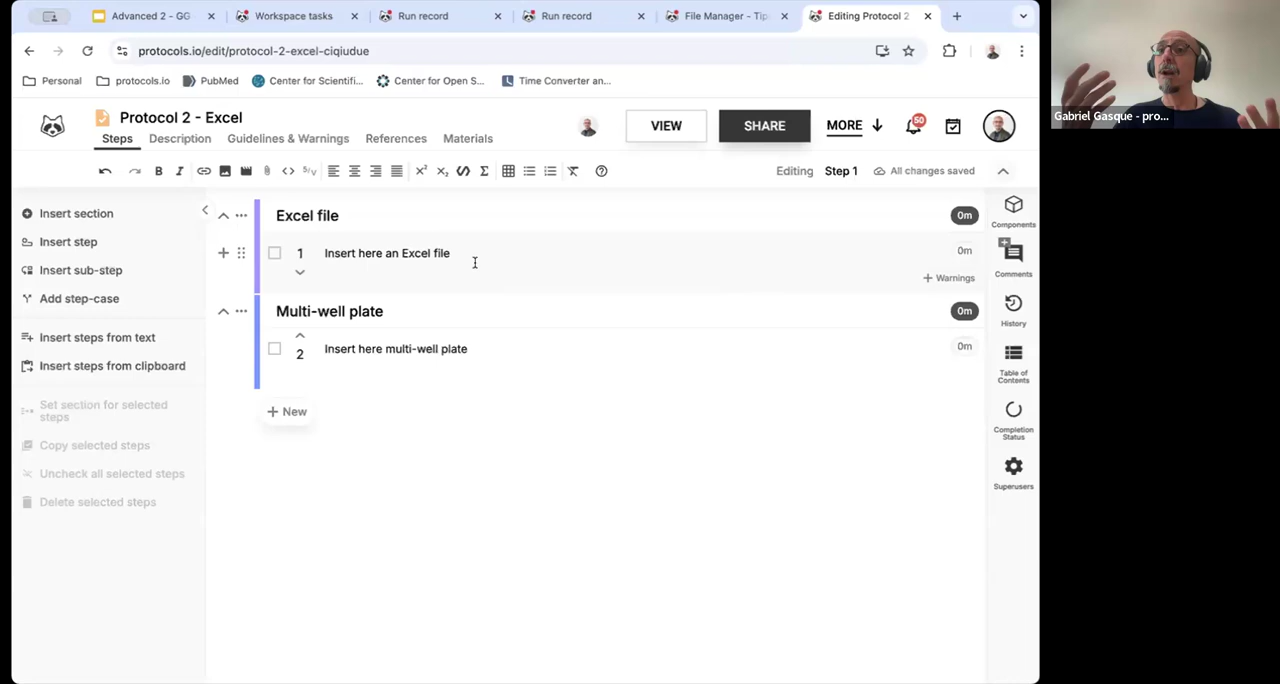 Advanced 2 - GG
Workspace tasks
Run record
Run record
File Manager - Tip
Editing Protocol 2
protocols.io/edit/protocol-2-excel-ciqiudue
Personal
protocols.io
PubMed
Center for Scientifi...
Center for Open S...
Time Converter an...
Gabriel Gasque - pro...
Protocol 2 - Excel
Steps
Description
Guidelines & Warnings
References
Materials
VIEW
SHARE
MORE
50
Editing Step 1
All changes saved
Insert section
Insert step
Insert sub-step
Add step-case
Insert steps from text
Insert steps from clipboard
Set section for selected
steps
Copy selected steps
Uncheck all selected steps
Delete selected steps
Excel file
0m
1 Insert here an Excel file
0m
Warnings
Multi-well plate
0m
2 Insert here multi-well plate
0m
+ New
Components
Comments
History
Table of
Contents
Completion
Status
Superusers